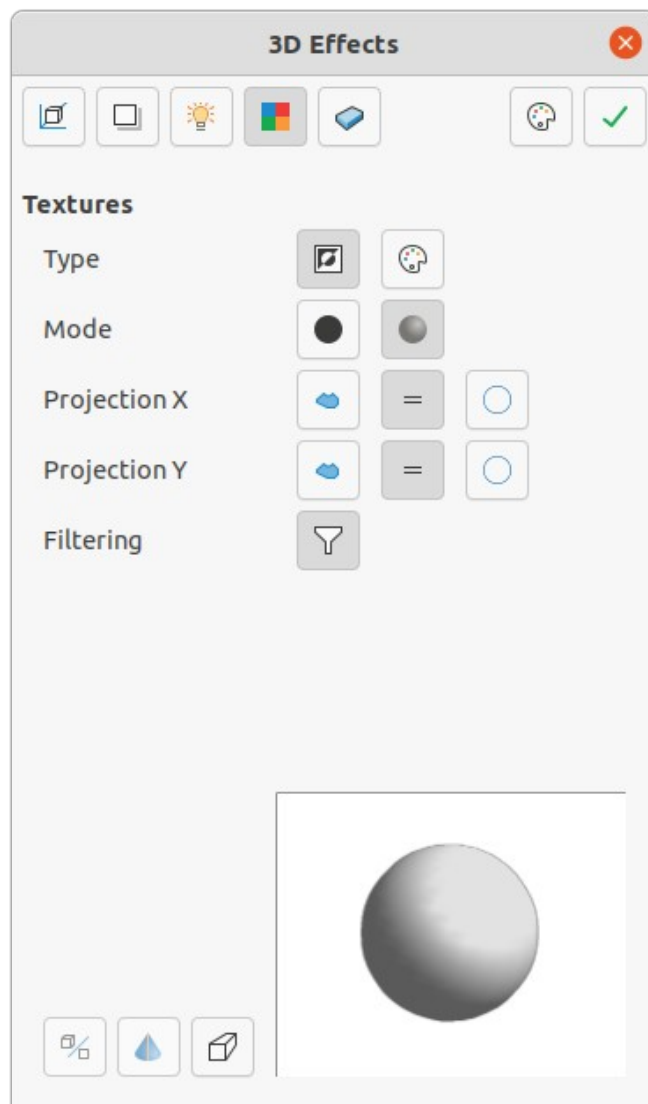 3D Effects
Textures
Type
Mode
Projection X
Projection Y
Filtering